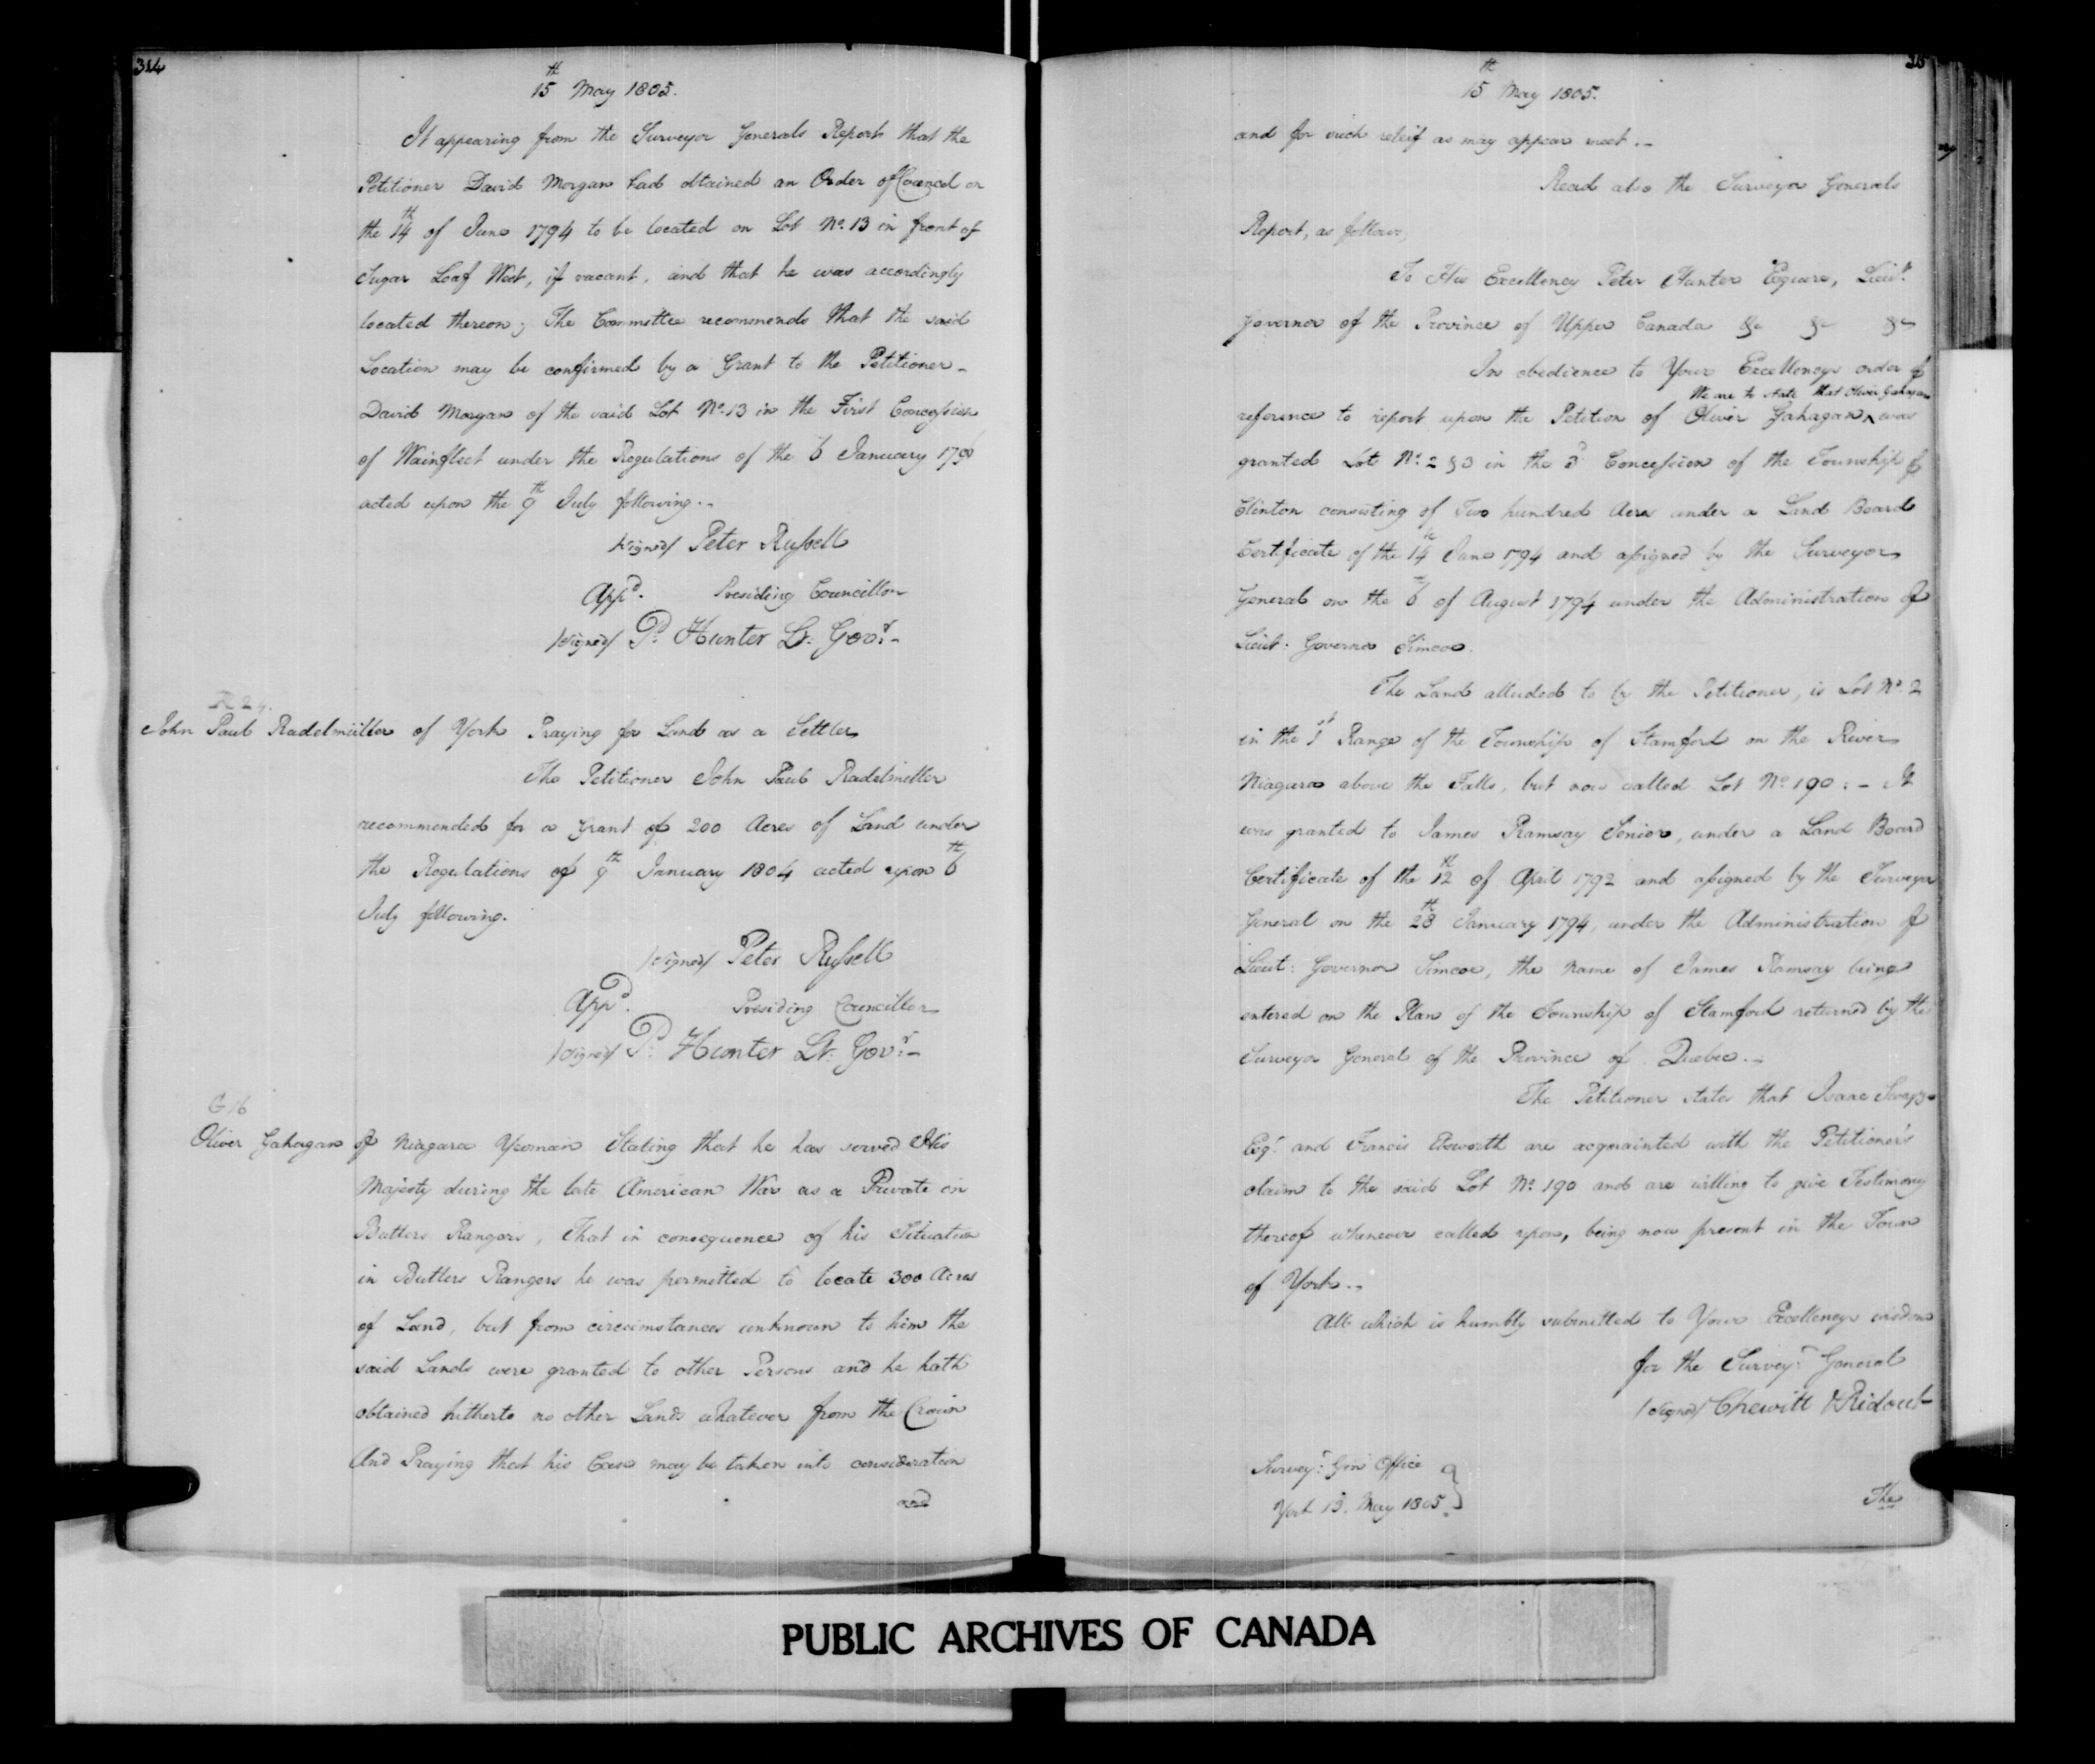 314
15th May 1805.
It appearing from the Surveyor Generals Report that the
Petitioner David Morgan had obtained an Order of Council on
the 14th of June 1794 to be located on Lot No. 13 in front of
Sugar Loaf West, if vacant, and that he was accordingly
located thereon; The Committee recommends that the said
Location may be confirmed by a Grant to the Petitioner
David Morgan of the said Lot No. 13 in the First Concession
of Wainfleet under the Regulations of the 6 January
acted upon the 9th July following.-
/signed/ Peter Russell
Appd. Presiding Councillor
/signed/ P. Hunter Lt. Govr.-
R 24.
John Paul Radelmüller of York Praying for Land as a Settler
The Petitioner John Paul Radelmuller
recommended for a Grant of 200 Acres of Land under
the Regulations of 9th January 1804 acted upon 6th
July following.
/signed/ Peter Russell
Appd. Presiding Councillor
/signed/ P. Hunter Lt. Govr.-
G 16
Oliver Gahagan of Niagara Yeoman Stating that he has served His
Majesty during the late American War as a Private in
Butlers Rangers, That in consequence of his Situation
in Butlers Rangers he was permitted to locate 300 Acres
of Land, but from circumstances unknown to him the
said Lands were granted to other Persons and he hath
obtained hitherto no other Lands whatever from the Crown
And Praying that his Case may be taken into consideration
and
15th May 1805.
and for such releif as may appear meet.-
Read also the Surveyor Generals
Report, as follows,
To His Excellency Peter Hunter Esquire, Lieut.
Governor of the Province of Upper Canada &c &c &c
In obedience to Your Excellencys order of
We are to state that Oliver Gahagan
reference to report upon the Petition of Oliver Gahagan ^ was
granted Lots No. 2 & 3 in the 3d Concession of the Township of
Clinton consisting of Two hundred Acres under a Land Board
Certificate of the 14th June 1794 and assigned by the Surveyor
General on the 6th of August 1794 under the Administration of
Lieut: Governor Simcoe.
The Land alluded to by the Petitioner, is Lot No. 2
in the 1st Range of the Township of Stamford on the River
Niagara above the Falls, but now called Lot No. 190:- It
was granted to James Ramsay Senior, under a Land Board
Certificate of the 12th of April 1792 and assigned by the Surveyor
General on the 28th January 1794, under the Administration of
Lieut: Governor Simcoe, the name of James Ramsay being
entered on the Plan of the Township of Stamford returned by the
Surveyor General of the Province of Quebec.-
The Petitioner states that Isaac Swayze
Esqr. and Francis Elsworth are acquainted with the Petitioner's
claim to the said Lot No. 190 and are willing to give Testimony
thereof whenever called upon, being now present in the Town
of York.-
All which is humbly submitted to Your Excellencys wisdom
for the Surveyr. General
/signed/ Chewitt & Ridout
Surveyr. Genl Office }
York 13. May 1805. }
The
PUBLIC ARCHIVES OF CANADA